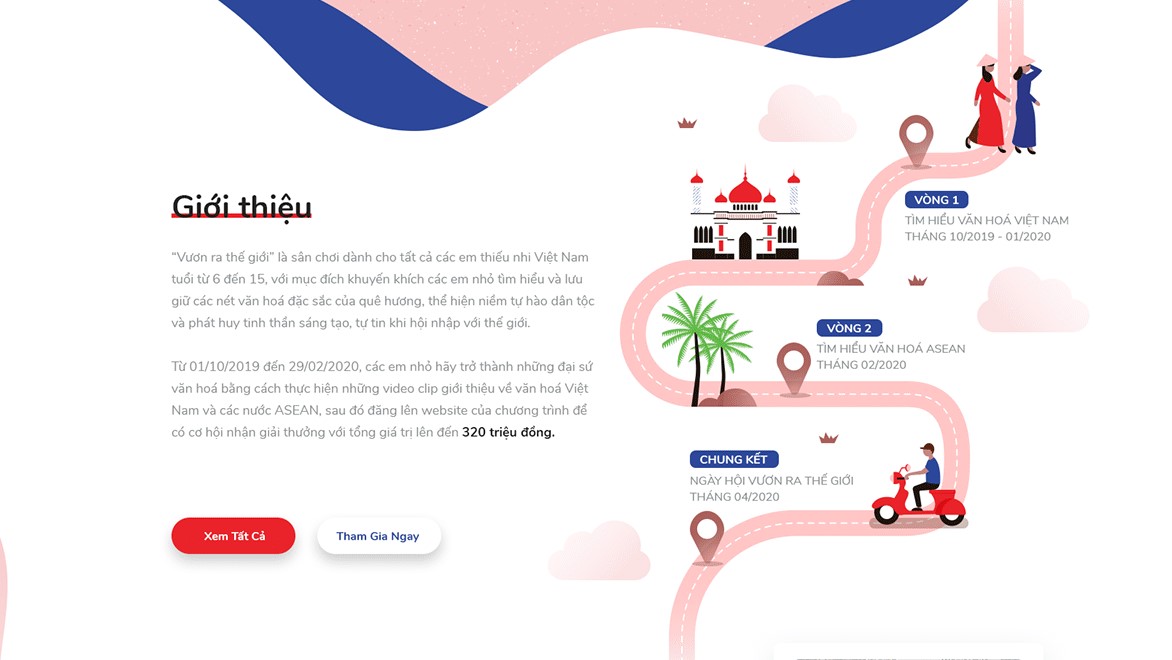 Giới thiệu
“Vươn ra thế giới” là sân chơi dành cho tất cả các em thiếu nhi Việt Nam
tuổi từ 6 đến 15, với mục đích khuyến khích các em nhỏ tìm hiểu và lưu
giữ các nét văn hoá đặc sắc của quê hương, thể hiện niềm tự hào dân tộc
và phát huy tinh thần sáng tạo, tự tin khi hội nhập với thế giới.
Từ 01/10/2019 đến 29/02/2020, các em nhỏ hãy trở thành những đại sứ
văn hoá bằng cách thực hiện những video clip giới thiệu về văn hoá Việt
Nam và các nước ASEAN, sau đó đăng lên website của chương trình để
có cơ hội nhận giải thưởng với tổng giá trị lên đến 320 triệu đồng.
Xem Tất Cả
Tham Gia Ngay
VÒNG 1
TÌM HIỂU VĂN HOÁ VIỆT NAM
THÁNG 10/2019 - 01/2020
VÒNG 2
TÌM HIỂU VĂN HOÁ ASEAN
THÁNG 02/2020
CHUNG KẾT
NGÀY HỘI VƯƠN RA THẾ GIỚI
THÁNG 04/2020